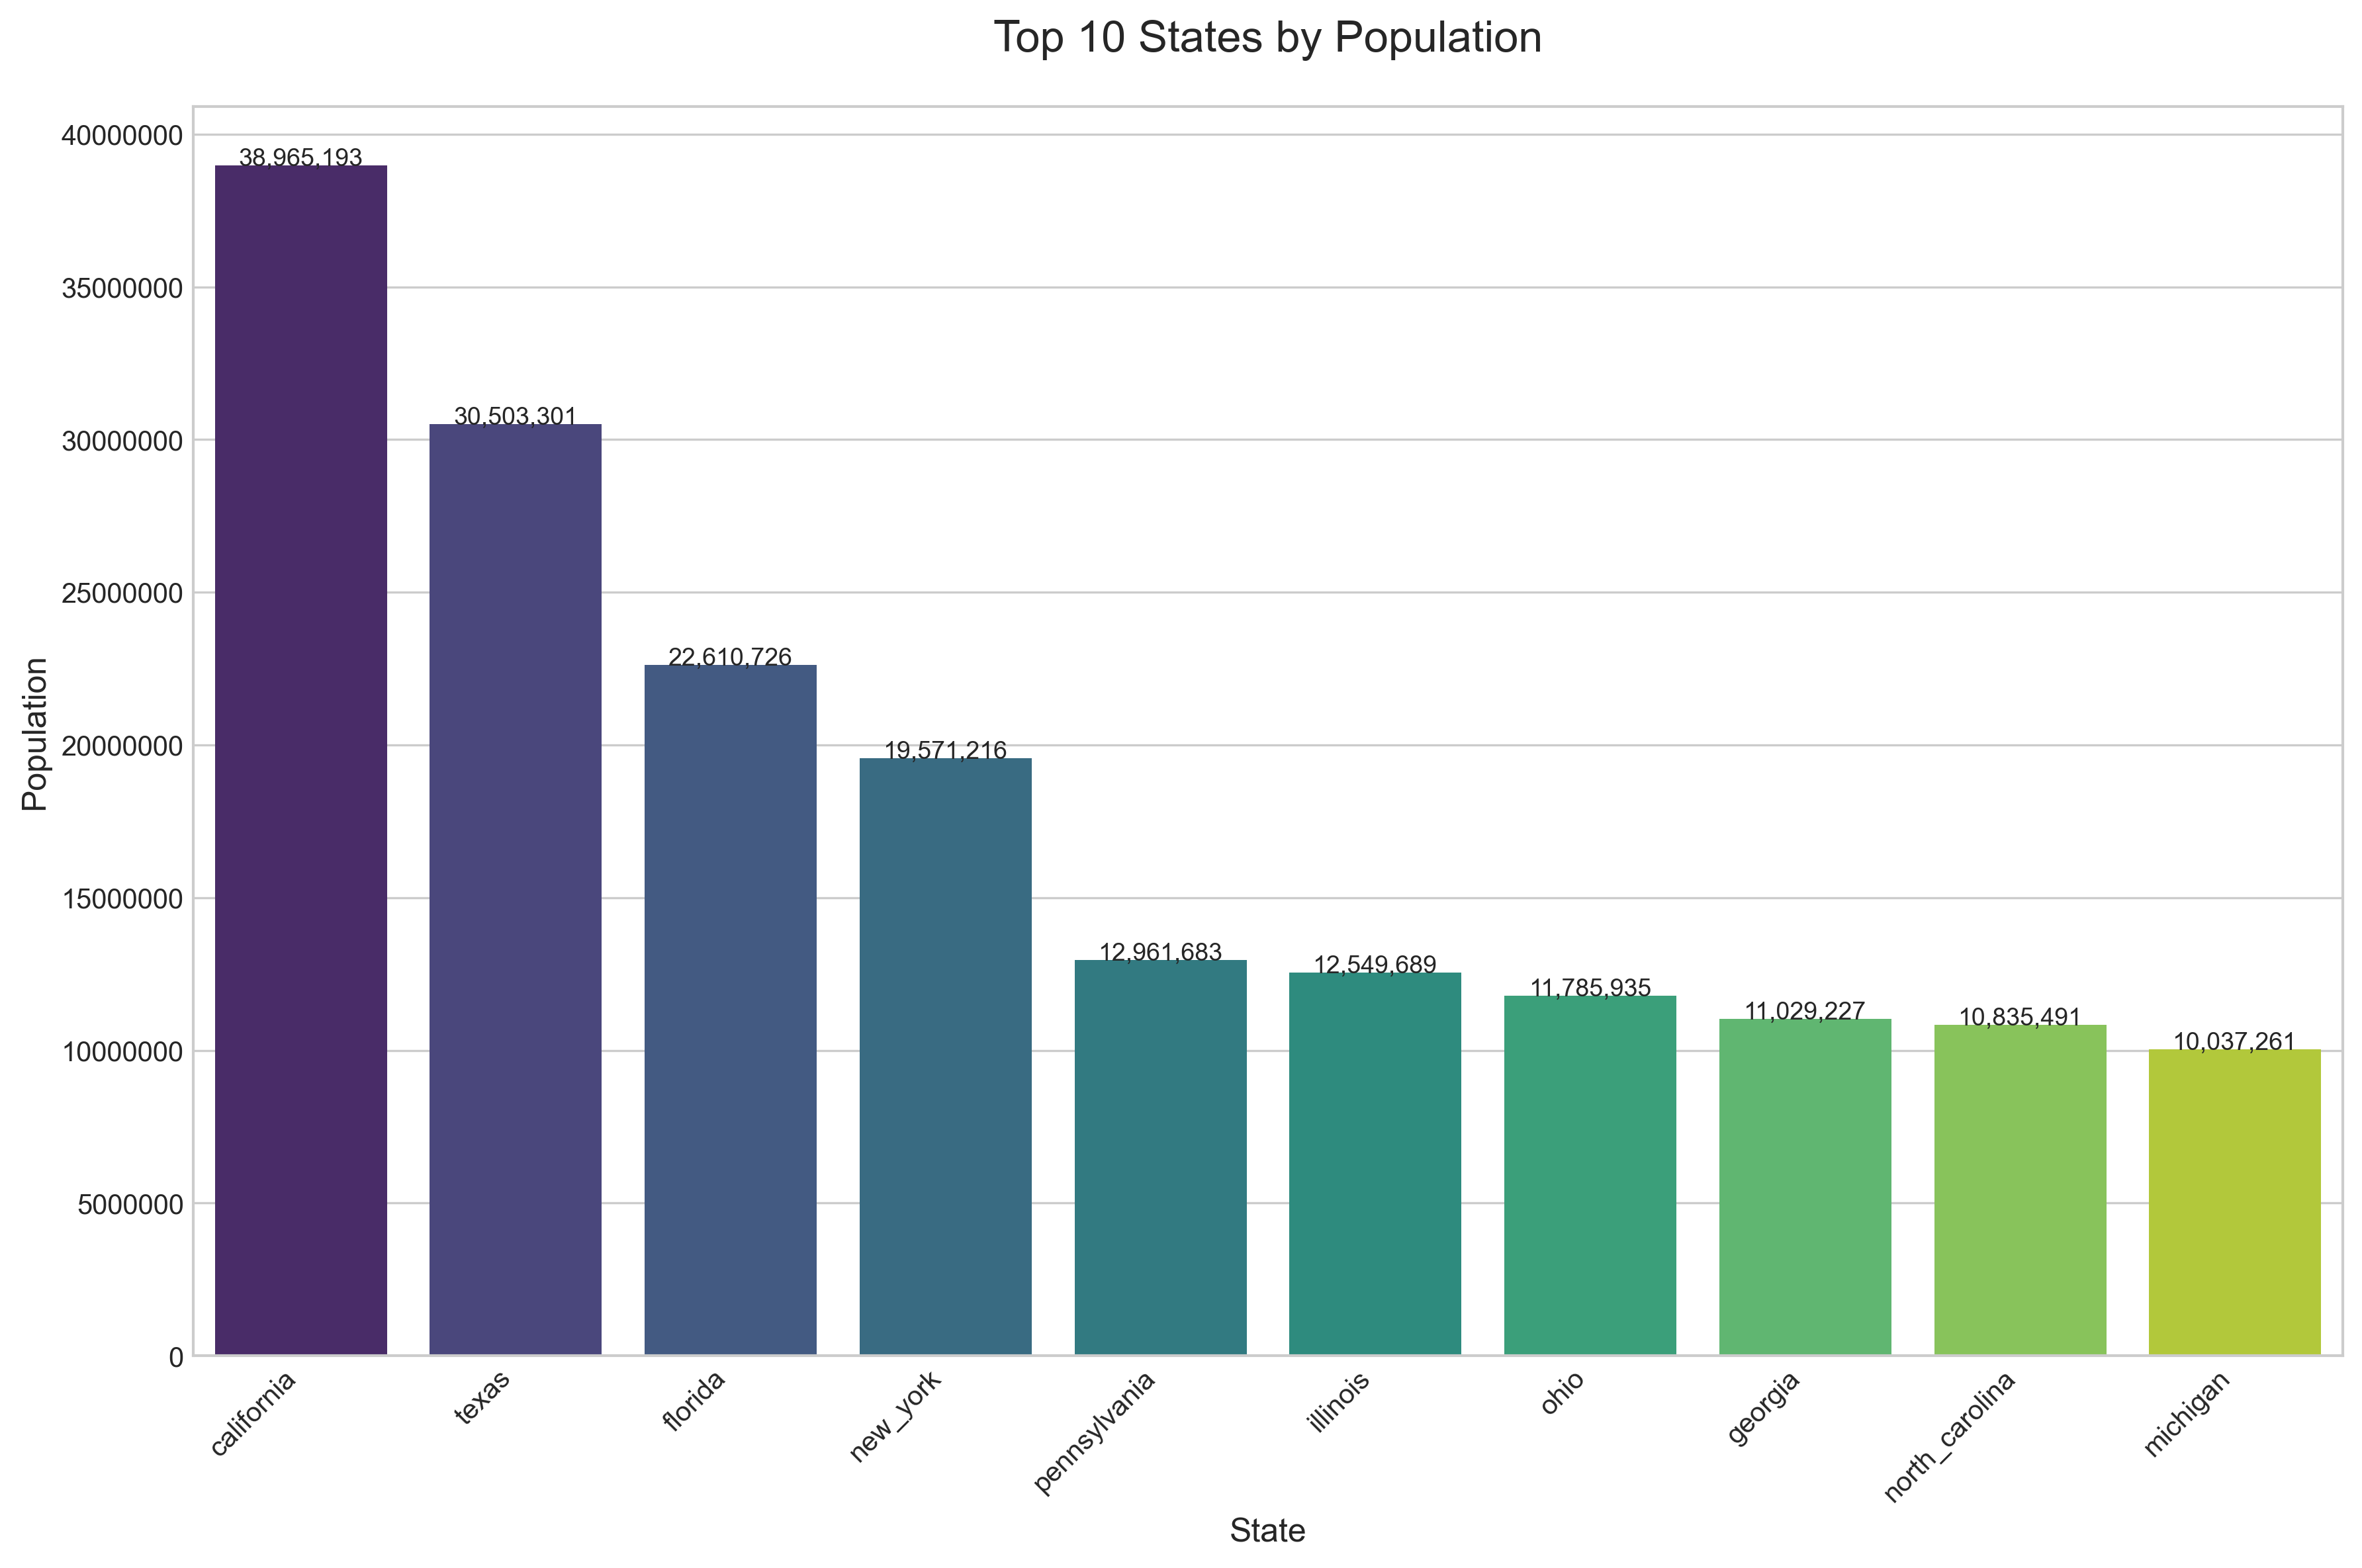 Top 10 States by Population
Population
40000000
35000000
30000000
25000000
20000000
15000000
10000000
5000000
0
38,965,193
30,503,301
22,610,726
19,571,216
12,961,683
12,549,689
11,785,935
11,029,227
10,835,491
10,037,261
california
texas
florida
new_york
pennsylvania
illinois
ohio
georgia
north_carolina
michigan
State